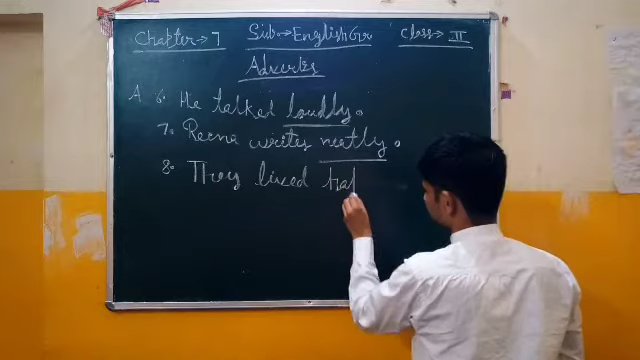 Chapter → 7 Sub:→ English Gr Class → III
Adverbs
A 6. He talked loudly.
7. Reena writes neatly.
8. They lived hap